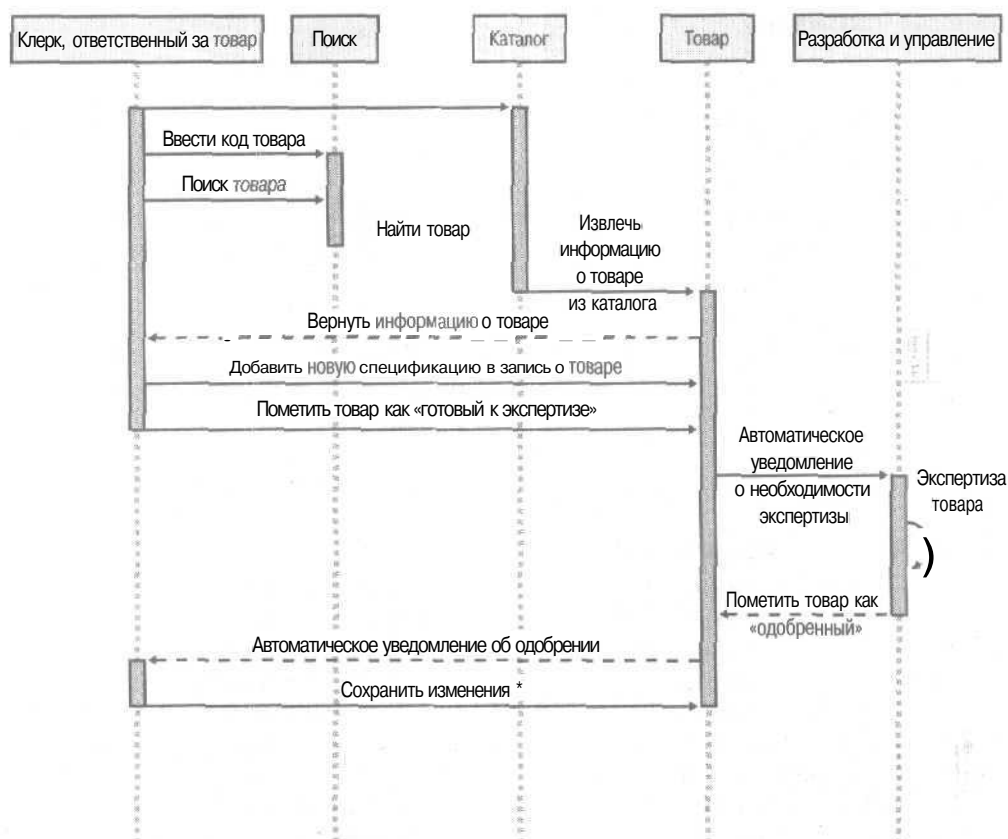 Клерк, ответственный за товар
Поиск
Каталог
Товар
Разработка и управление
Ввести код товара
Поиск товара
Найти товар
Извлечь
информацию
о товаре
из каталога
Вернуть информацию о товаре
Добавить новую спецификацию в запись о товаре
Пометить товар как «готовый к экспертизе»
Автоматическое
уведомление
о необходимости
экспертизы
Экспертиза
товара
Пометить товар как
«одобренный»
Автоматическое уведомление об одобрении
Сохранить изменения *